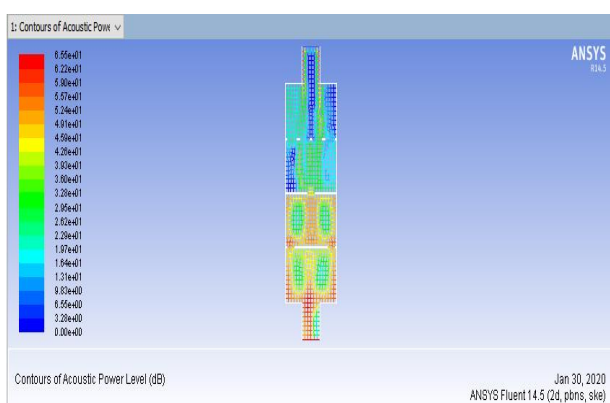 1: Contours of Acoustic Powe
ANSYS
R14.5
6.55e+01
6.22e+01
5.90e+01
5.57e+01
5.24e+01
4.91e+01
4.59e+01
4.26e+01
3.93e+01
3.60e+01
3.28e+01
2.95e+01
2.62e+01
2.29e+01
1.97e+01
1.64e+01
1.31e+01
9.83e+00
6.55e+00
3.28e+00
0.00e+00
Contours of Acoustic Power Level (dB)
Jan 30, 2020
ANSYS Fluent 14.5 (2d, pbns, ske)